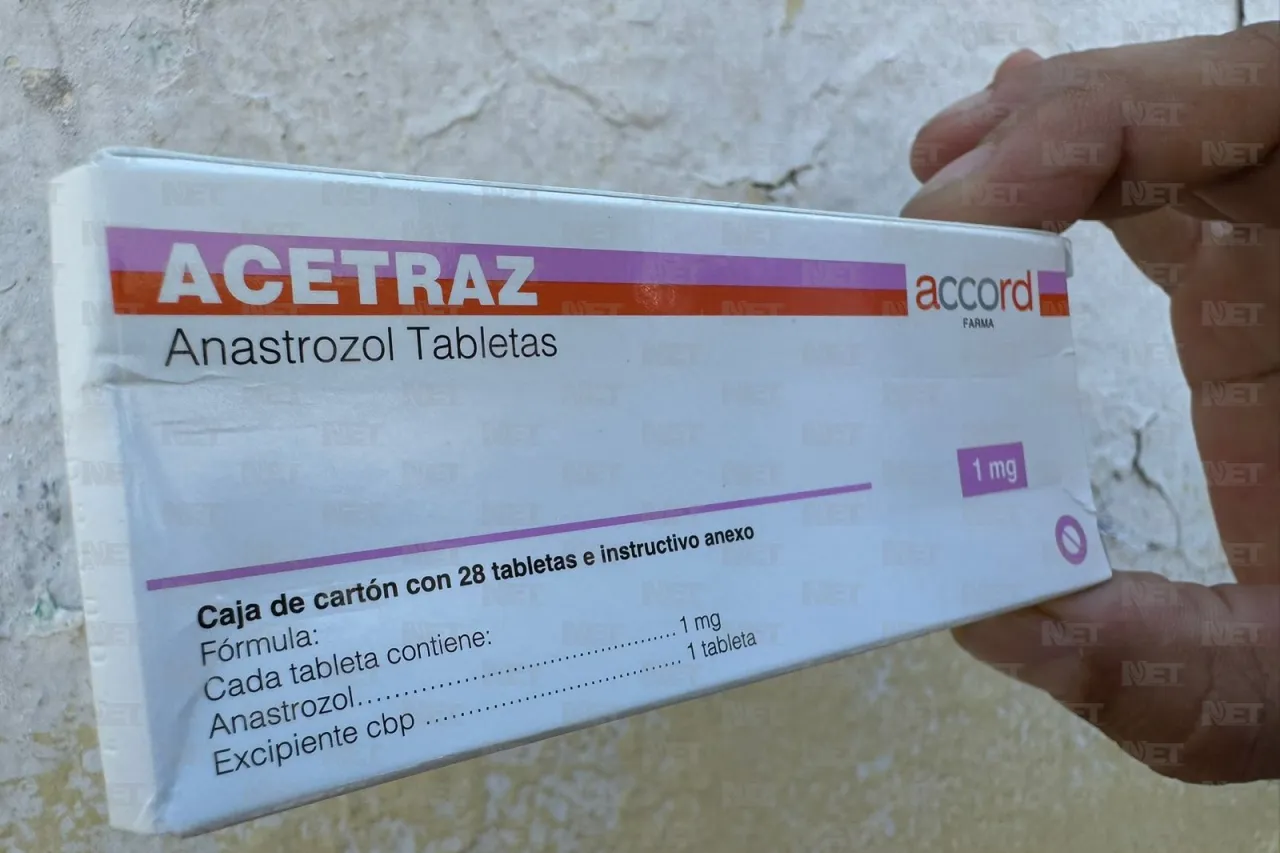 ACETRAZ
accord
FARMA
Anastrozol Tabletas
1 mg
Caja de cartón con 28 tabletas e instructivo anexo
Fórmula:
Cada tableta contiene:
Anastrozol........................................ 1 mg
Excipiente cbp ................................ 1 tableta
NET